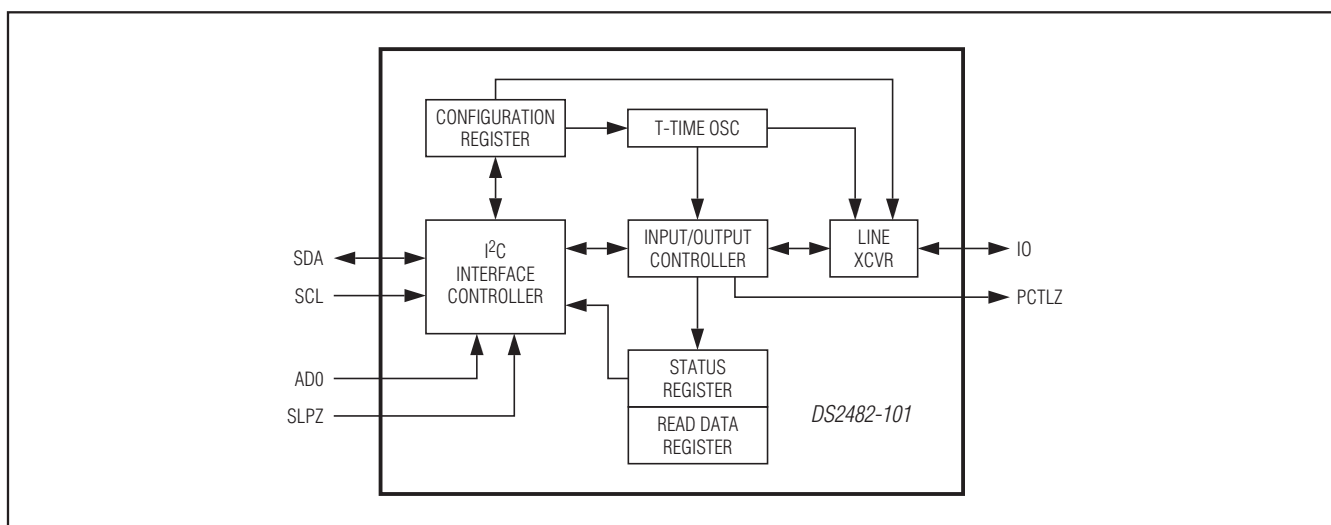 CONFIGURATION
REGISTER
T-TIME OSC
SDA
SCL
AD0
SLPZ
I²C
INTERFACE
CONTROLLER
INPUT/OUTPUT
CONTROLLER
LINE
XCVR
IO
PCTLZ
STATUS
REGISTER
READ DATA
REGISTER
DS2482-101